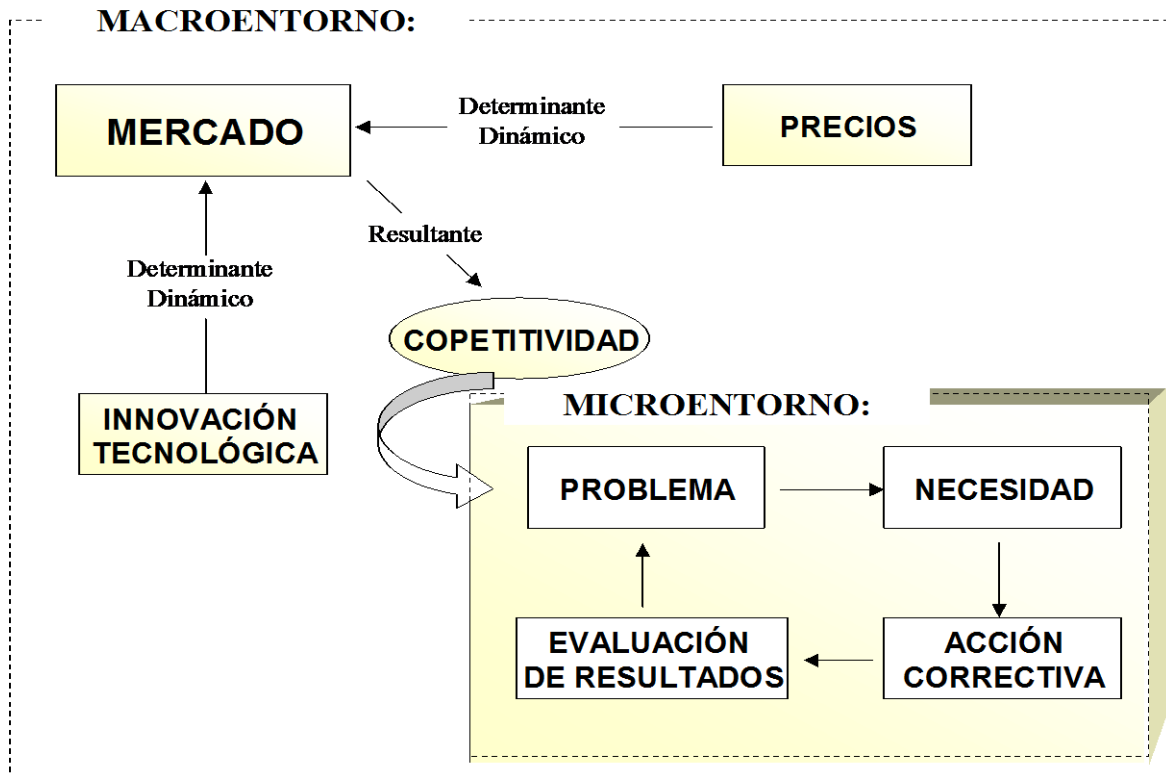 MACROENTORNO:
MERCADO
Determinante
Dinámico
PRECIOS
Resultante
Determinante
Dinámico
COPETITIVIDAD
INNOVACIÓN
TECNOLÓGICA
MICROENTORNO:
PROBLEMA
NECESIDAD
EVALUACIÓN
DE RESULTADOS
ACCIÓN
CORRECTIVA